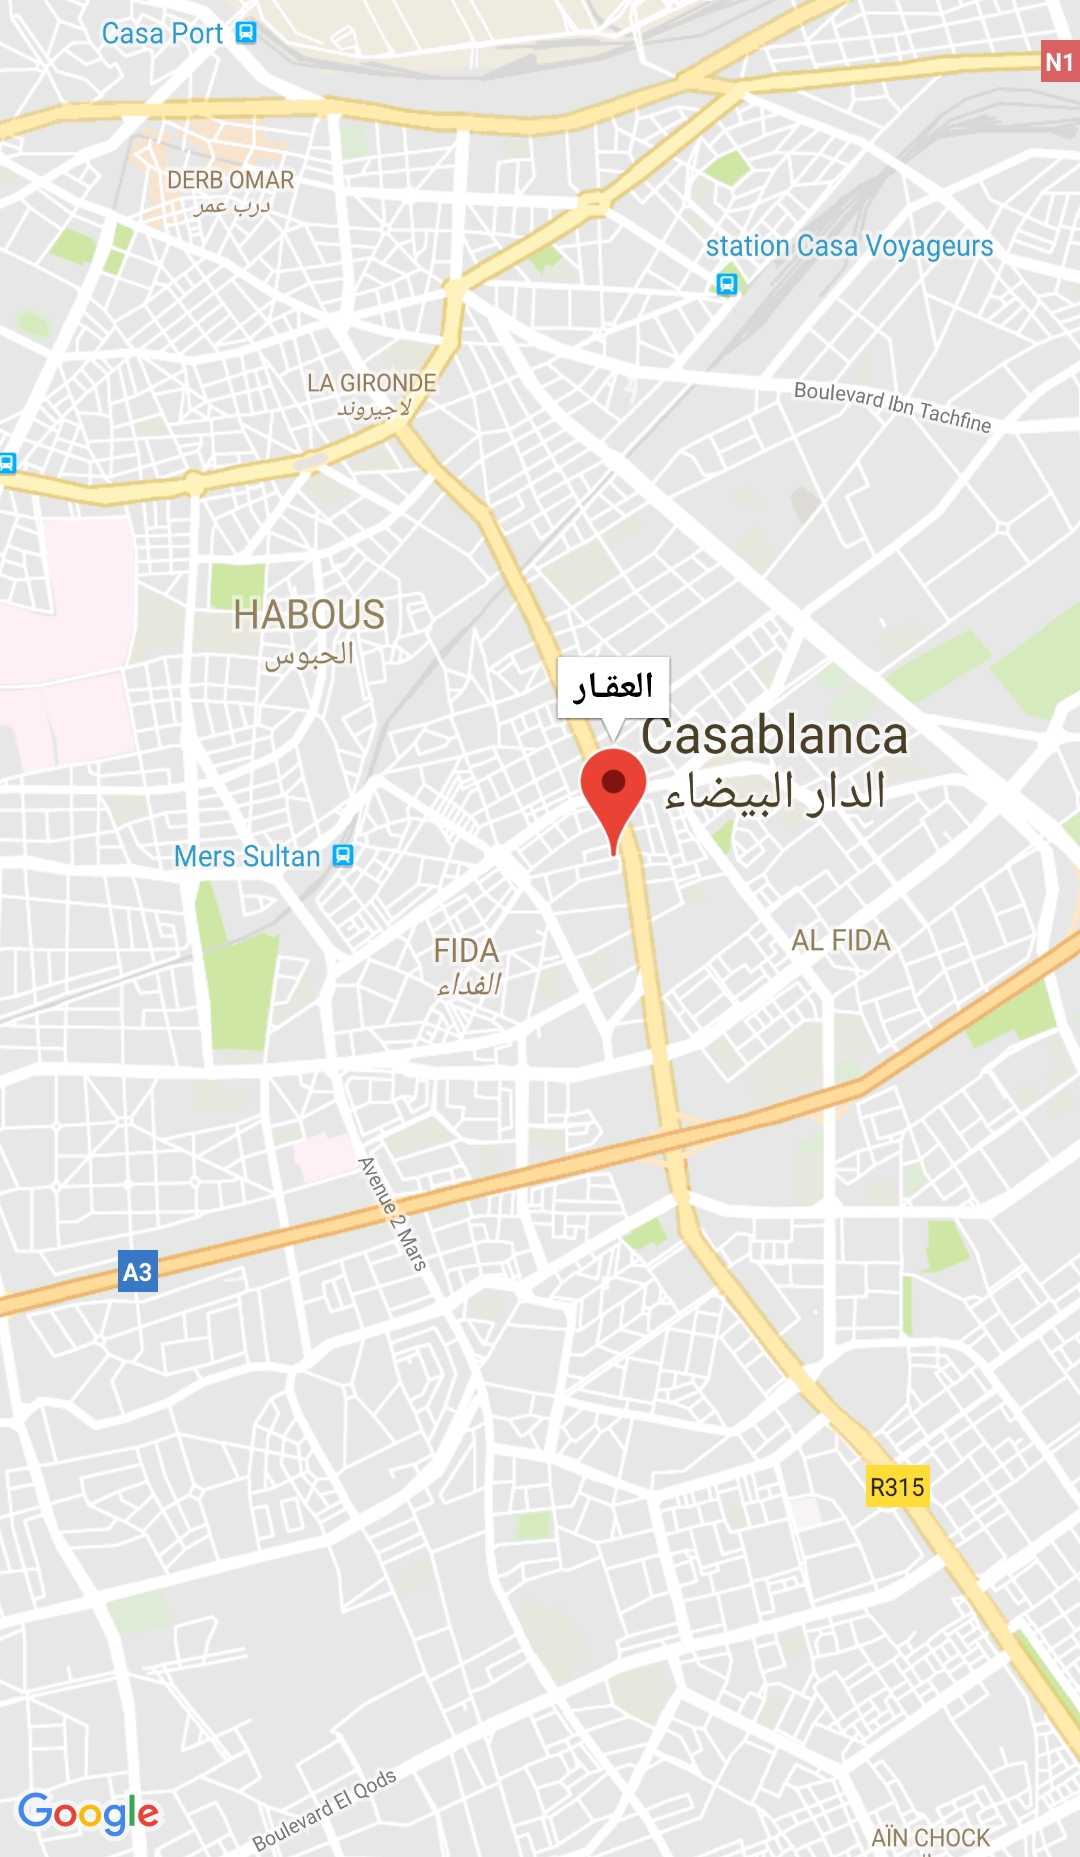 Casa Port
N1
DERB OMAR
درب عمر
station Casa Voyageurs
LA GIRONDE
لاجيروند
Boulevard Ibn Tachfine
HABOUS
الحبوس
العقار
Casablanca
الدار البيضاء
Mers Sultan
FIDA
الفداء
AL FIDA
Avenue 2 Mars
A3
R315
Boulevard El Qods
Google
AÏN CHOCK